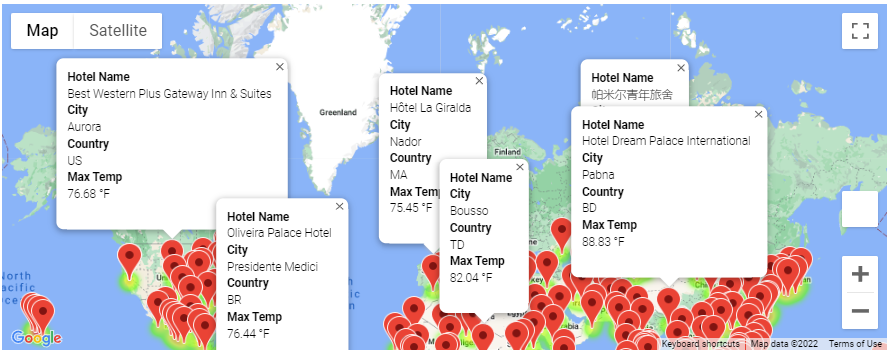 Map
Satellite
Greenland
Finland
Hotel Name
Best Western Plus Gateway Inn & Suites
City
Aurora
Country
US
Max Temp
76.68 °F
Hotel Name
Oliveira Palace Hotel
City
Presidente Medici
Country
BR
Max Temp
76.44 °F
Hotel Name
Hôtel La Giralda
City
Nador
Country
MA
Max Temp
75.45 °F
Hotel Name
City
Bousso
Country
TD
Max Temp
82.04 °F
Hotel Name
帕米尔青年旅舍
Hotel Name
Hotel Dream Palace International
City
Pabna
Country
BD
Max Temp
88.83 °F
North
Google
Keyboard shortcuts
Map data ©2022
Terms of Use